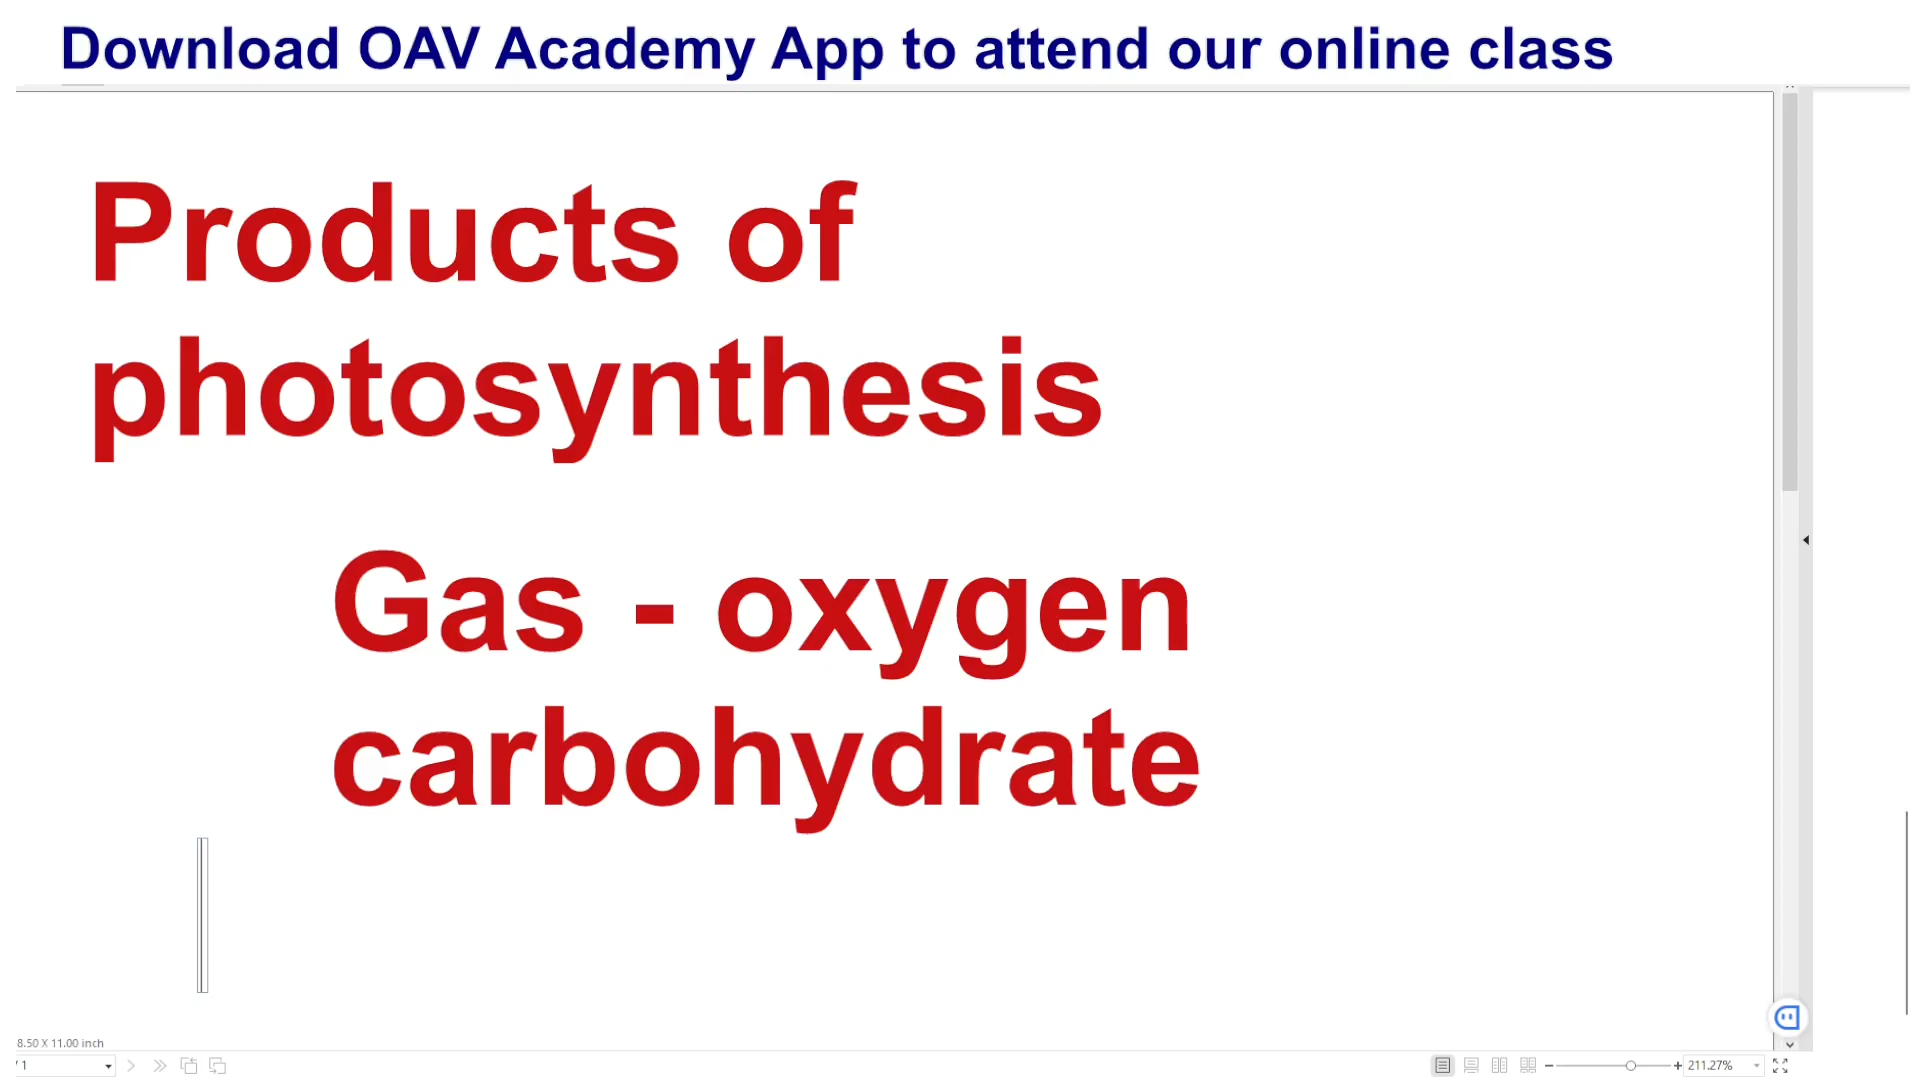 Download OAV Academy App to attend our online class
Products of
photosynthesis
Gas - oxygen
carbohydrate
8.50 X 11.00 inch
/ 1
211.27%